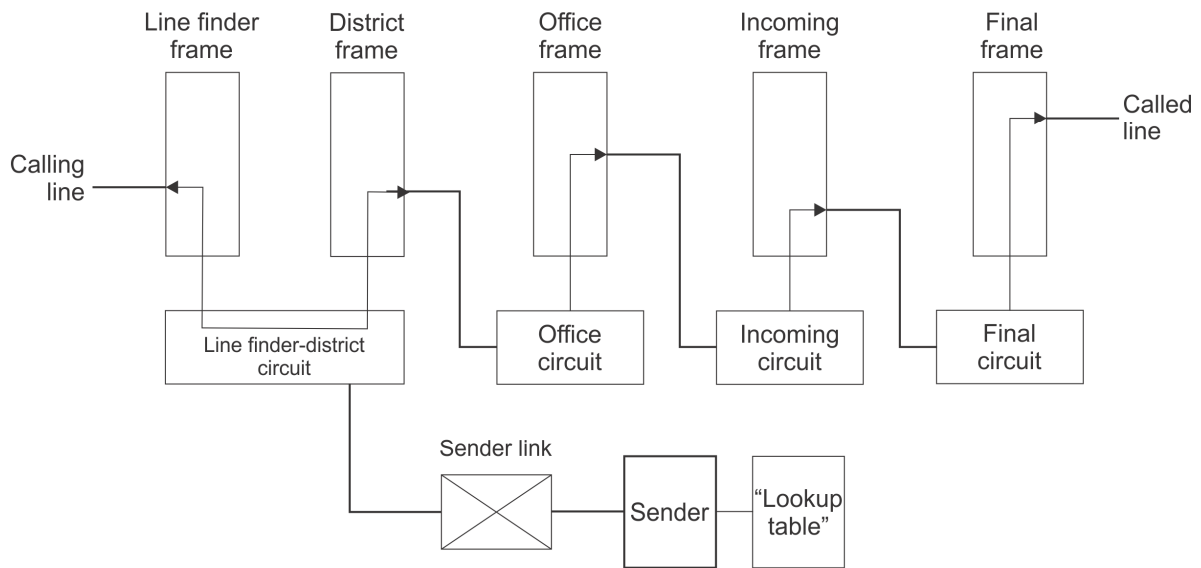 Line finder
frame
District
frame
Office
frame
Incoming
frame
Final
frame
Calling
line
Called
line
Line finder-district
circuit
Office
circuit
Incoming
circuit
Final
circuit
Sender link
Sender
“Lookup
table”